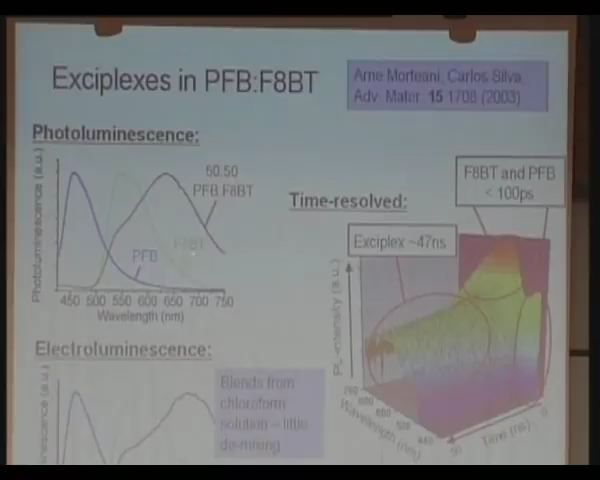 Exciplexes in PFB:F8BT
Arne Morteani, Carlos Silva,
Adv. Mater. 15 1708 (2003)
Photoluminescence:
50:50
PFB:F8BT
PFB
F8BT
Photoluminescence (a.u.)
450 500 550 600 650 700 750
Wavelength (nm)
Time-resolved:
F8BT and PFB
< 100ps
Exciplex ~47ns
PL-intensity (a.u.)
Wavelength (nm)
440
Time (ns)
0
Electroluminescence:
Blends from
chloroform
solution – little
de-mixing